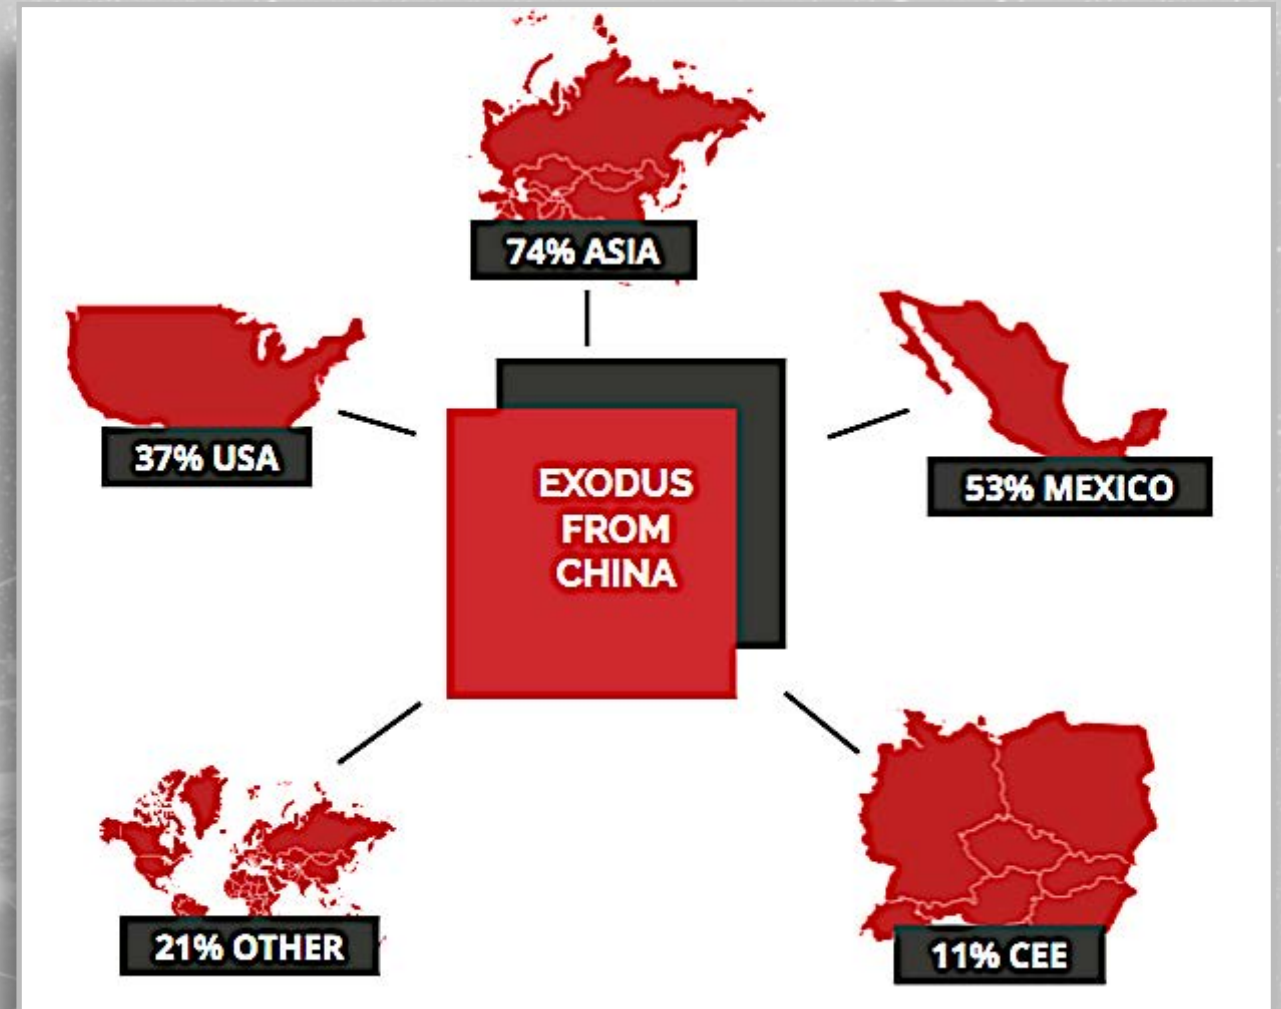 74% ASIA
37% USA
53% MEXICO
EXODUS
FROM
CHINA
21% OTHER
11% CEE